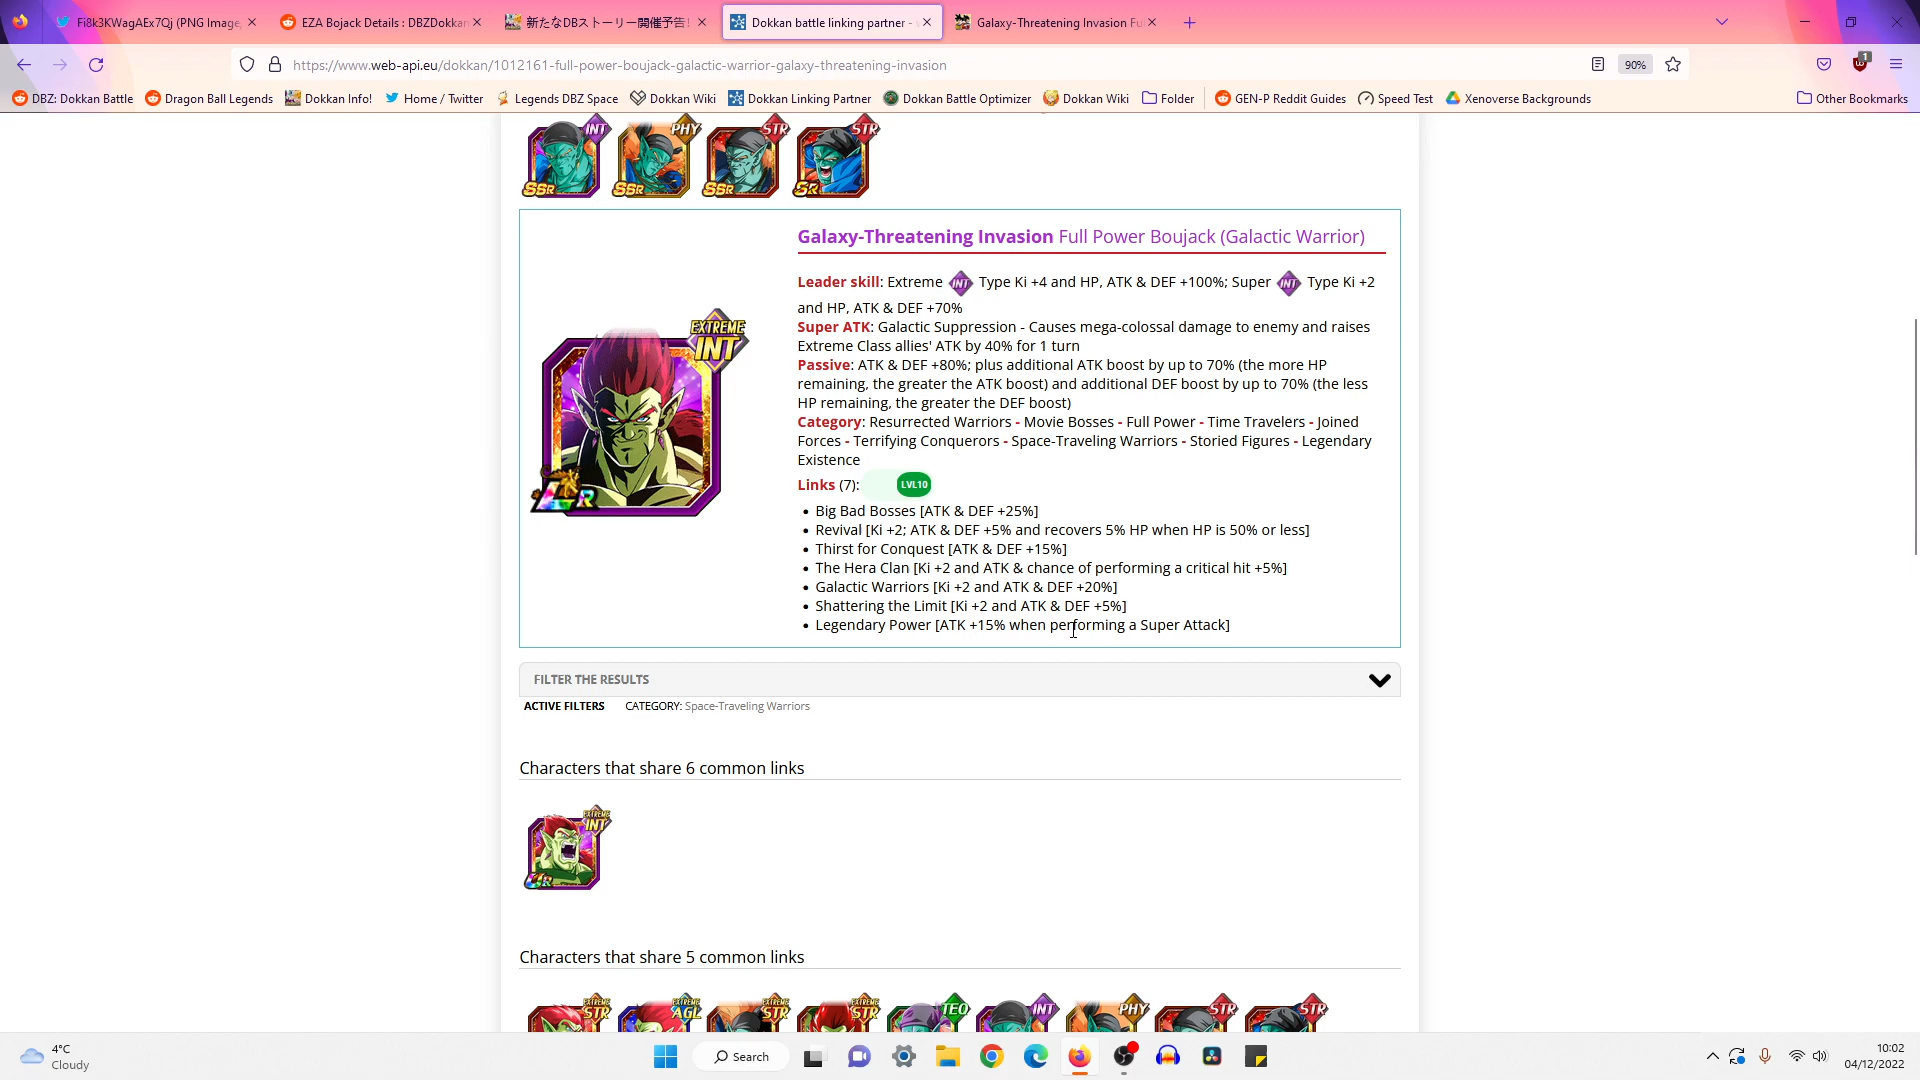 Fi8k3KWagAEx7Qj (PNG Image,
EZA Bojack Details : DBZDokkan
新たなDBストーリー開催予告!
Dokkan battle linking partner -
Galaxy-Threatening Invasion Fu
https://www.web-api.eu/dokkan/1012161-full-power-boujack-galactic-warrior-galaxy-threatening-invasion
90%
1
DBZ: Dokkan Battle
Dragon Ball Legends
Dokkan Info!
Home / Twitter
Legends DBZ Space
Dokkan Wiki
Dokkan Linking Partner
Dokkan Battle Optimizer
Dokkan Wiki
Folder
GEN-P Reddit Guides
Speed Test
Xenoverse Backgrounds
Other Bookmarks
INT
PHY
STR
STR
SSR
SSR
SSR
SR
Galaxy-Threatening Invasion Full Power Boujack (Galactic Warrior)
Leader skill: Extreme INT Type Ki +4 and HP, ATK & DEF +100%; Super INT Type Ki +2
and HP, ATK & DEF +70%
Super ATK: Galactic Suppression - Causes mega-colossal damage to enemy and raises
Extreme Class allies' ATK by 40% for 1 turn
Passive: ATK & DEF +80%; plus additional ATK boost by up to 70% (the more HP
remaining, the greater the ATK boost) and additional DEF boost by up to 70% (the less
HP remaining, the greater the DEF boost)
Category: Resurrected Warriors - Movie Bosses - Full Power - Time Travelers - Joined
Forces - Terrifying Conquerors - Space-Traveling Warriors - Storied Figures - Legendary
Existence
Links (7): LVL10
• Big Bad Bosses [ATK & DEF +25%]
• Revival [Ki +2; ATK & DEF +5% and recovers 5% HP when HP is 50% or less]
• Thirst for Conquest [ATK & DEF +15%]
• The Hera Clan [Ki +2 and ATK & chance of performing a critical hit +5%]
• Galactic Warriors [Ki +2 and ATK & DEF +20%]
• Shattering the Limit [Ki +2 and ATK & DEF +5%]
• Legendary Power [ATK +15% when performing a Super Attack]
EXTREME
INT
LR
FILTER THE RESULTS
ACTIVE FILTERS CATEGORY: Space-Traveling Warriors
Characters that share 6 common links
EXTREME
INT
UR
Characters that share 5 common links
EXTREME
STR
EXTREME
AGL
EXTREME
STR
EXTREME
STR
TEQ
INT
PHY
STR
STR
4°C
Cloudy
Search
10:02
04/12/2022